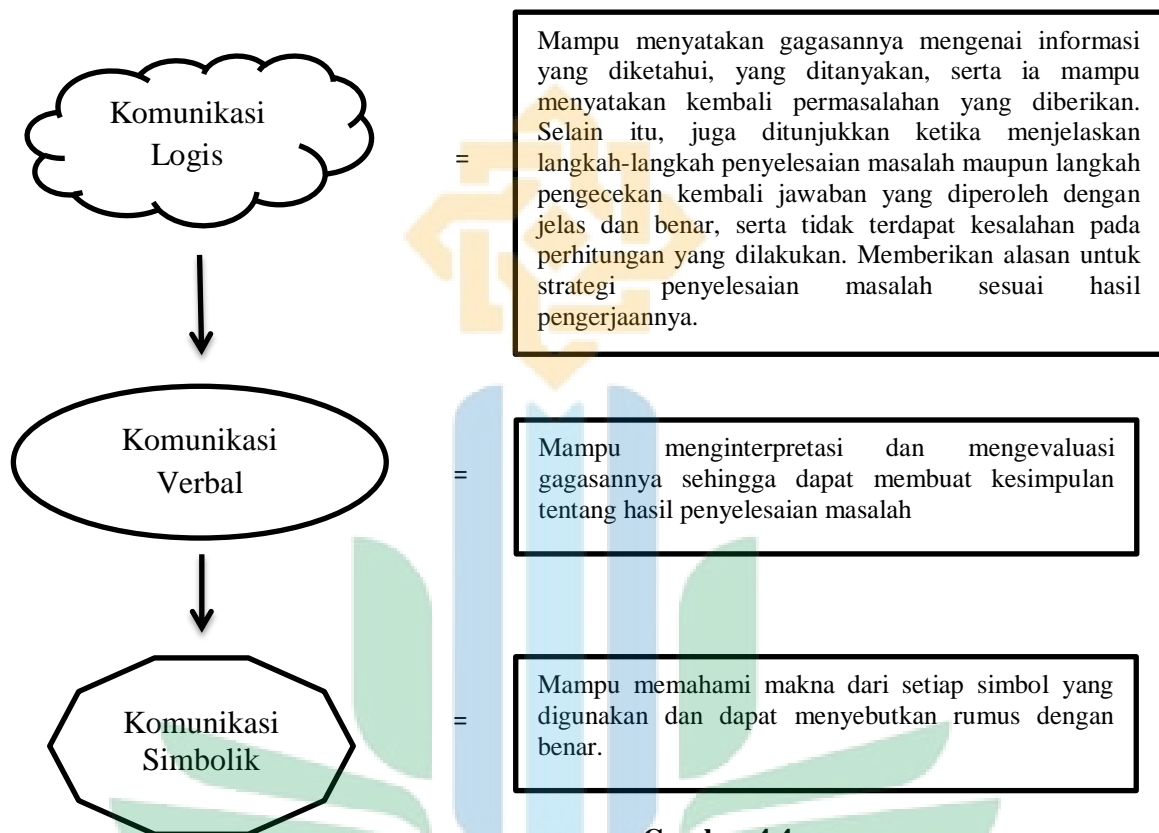 Komunikasi
Logis
=
Mampu menyatakan gagasannya mengenai informasi
yang diketahui, yang ditanyakan, serta ia mampu
menyatakan kembali permasalahan yang diberikan.
Selain itu, juga ditunjukkan ketika menjelaskan
langkah-langkah penyelesaian masalah maupun langkah
pengecekan kembali jawaban yang diperoleh dengan
jelas dan benar, serta tidak terdapat kesalahan pada
perhitungan yang dilakukan. Memberikan alasan untuk
strategi penyelesaian masalah sesuai hasil
pengerjaannya.
Komunikasi
Verbal
=
Mampu menginterpretasi dan mengevaluasi
gagasannya sehingga dapat membuat kesimpulan
tentang hasil penyelesaian masalah
Komunikasi
Simbolik
=
Mampu memahami makna dari setiap simbol yang
digunakan dan dapat menyebutkan rumus dengan
benar.